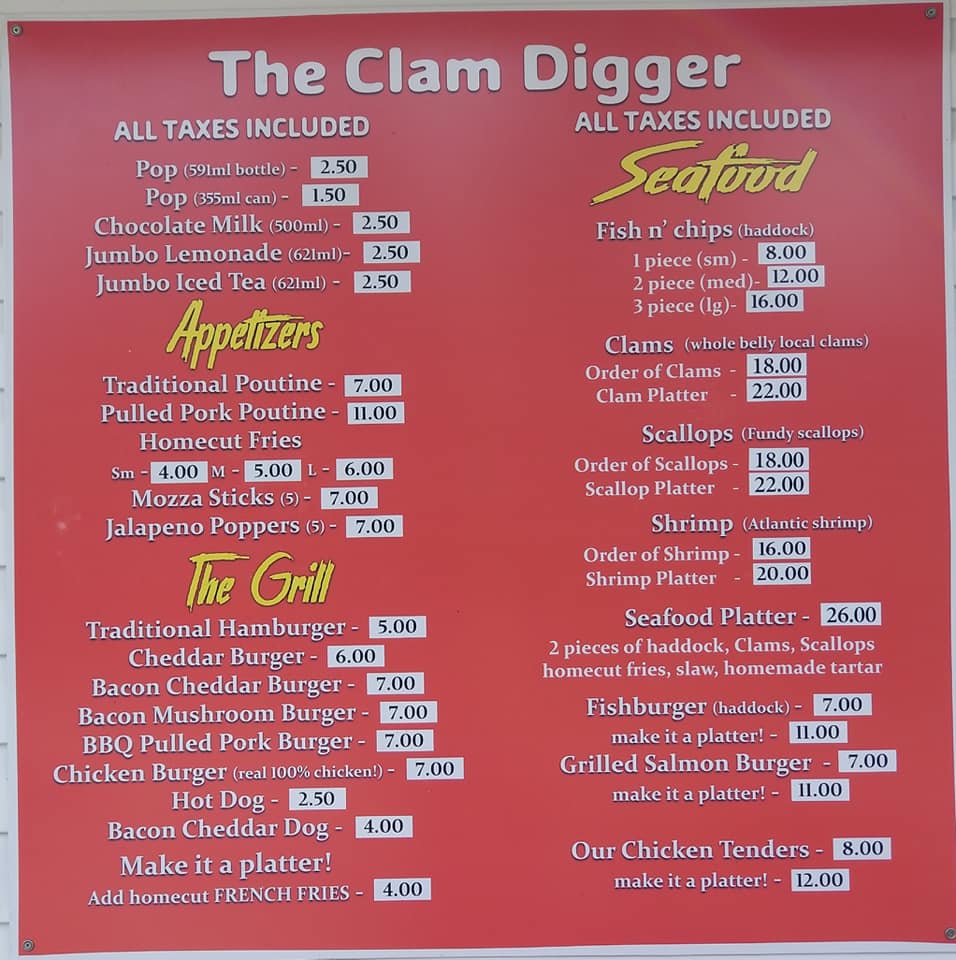 The Clam Digger
ALL TAXES INCLUDED
Pop (591ml bottle) - 2.50
Pop (355ml can) - 1.50
Chocolate Milk (500ml) - 2.50
Jumbo Lemonade (621ml)- 2.50
Jumbo Iced Tea (621ml) - 2.50
Appetizers
Traditional Poutine - 7.00
Pulled Pork Poutine - 11.00
Homecut Fries
Sm - 4.00 M - 5.00 L - 6.00
Mozza Sticks (5) - 7.00
Jalapeno Poppers (5) - 7.00
The Grill
Traditional Hamburger - 5.00
Cheddar Burger - 6.00
Bacon Cheddar Burger - 7.00
Bacon Mushroom Burger - 7.00
BBQ Pulled Pork Burger - 7.00
Chicken Burger (real 100% chicken!) - 7.00
Hot Dog - 2.50
Bacon Cheddar Dog - 4.00
Make it a platter!
Add homecut FRENCH FRIES - 4.00
ALL TAXES INCLUDED
Seafood
Fish n' chips (haddock)
1 piece (sm) - 8.00
2 piece (med)- 12.00
3 piece (lg)- 16.00
Clams (whole belly local clams)
Order of Clams - 18.00
Clam Platter - 22.00
Scallops (Fundy scallops)
Order of Scallops - 18.00
Scallop Platter - 22.00
Shrimp (Atlantic shrimp)
Order of Shrimp - 16.00
Shrimp Platter - 20.00
Seafood Platter - 26.00
2 pieces of haddock, Clams, Scallops
homecut fries, slaw, homemade tartar
Fishburger (haddock) - 7.00
make it a platter! - 11.00
Grilled Salmon Burger - 7.00
make it a platter! - 11.00
Our Chicken Tenders - 8.00
make it a platter! - 12.00